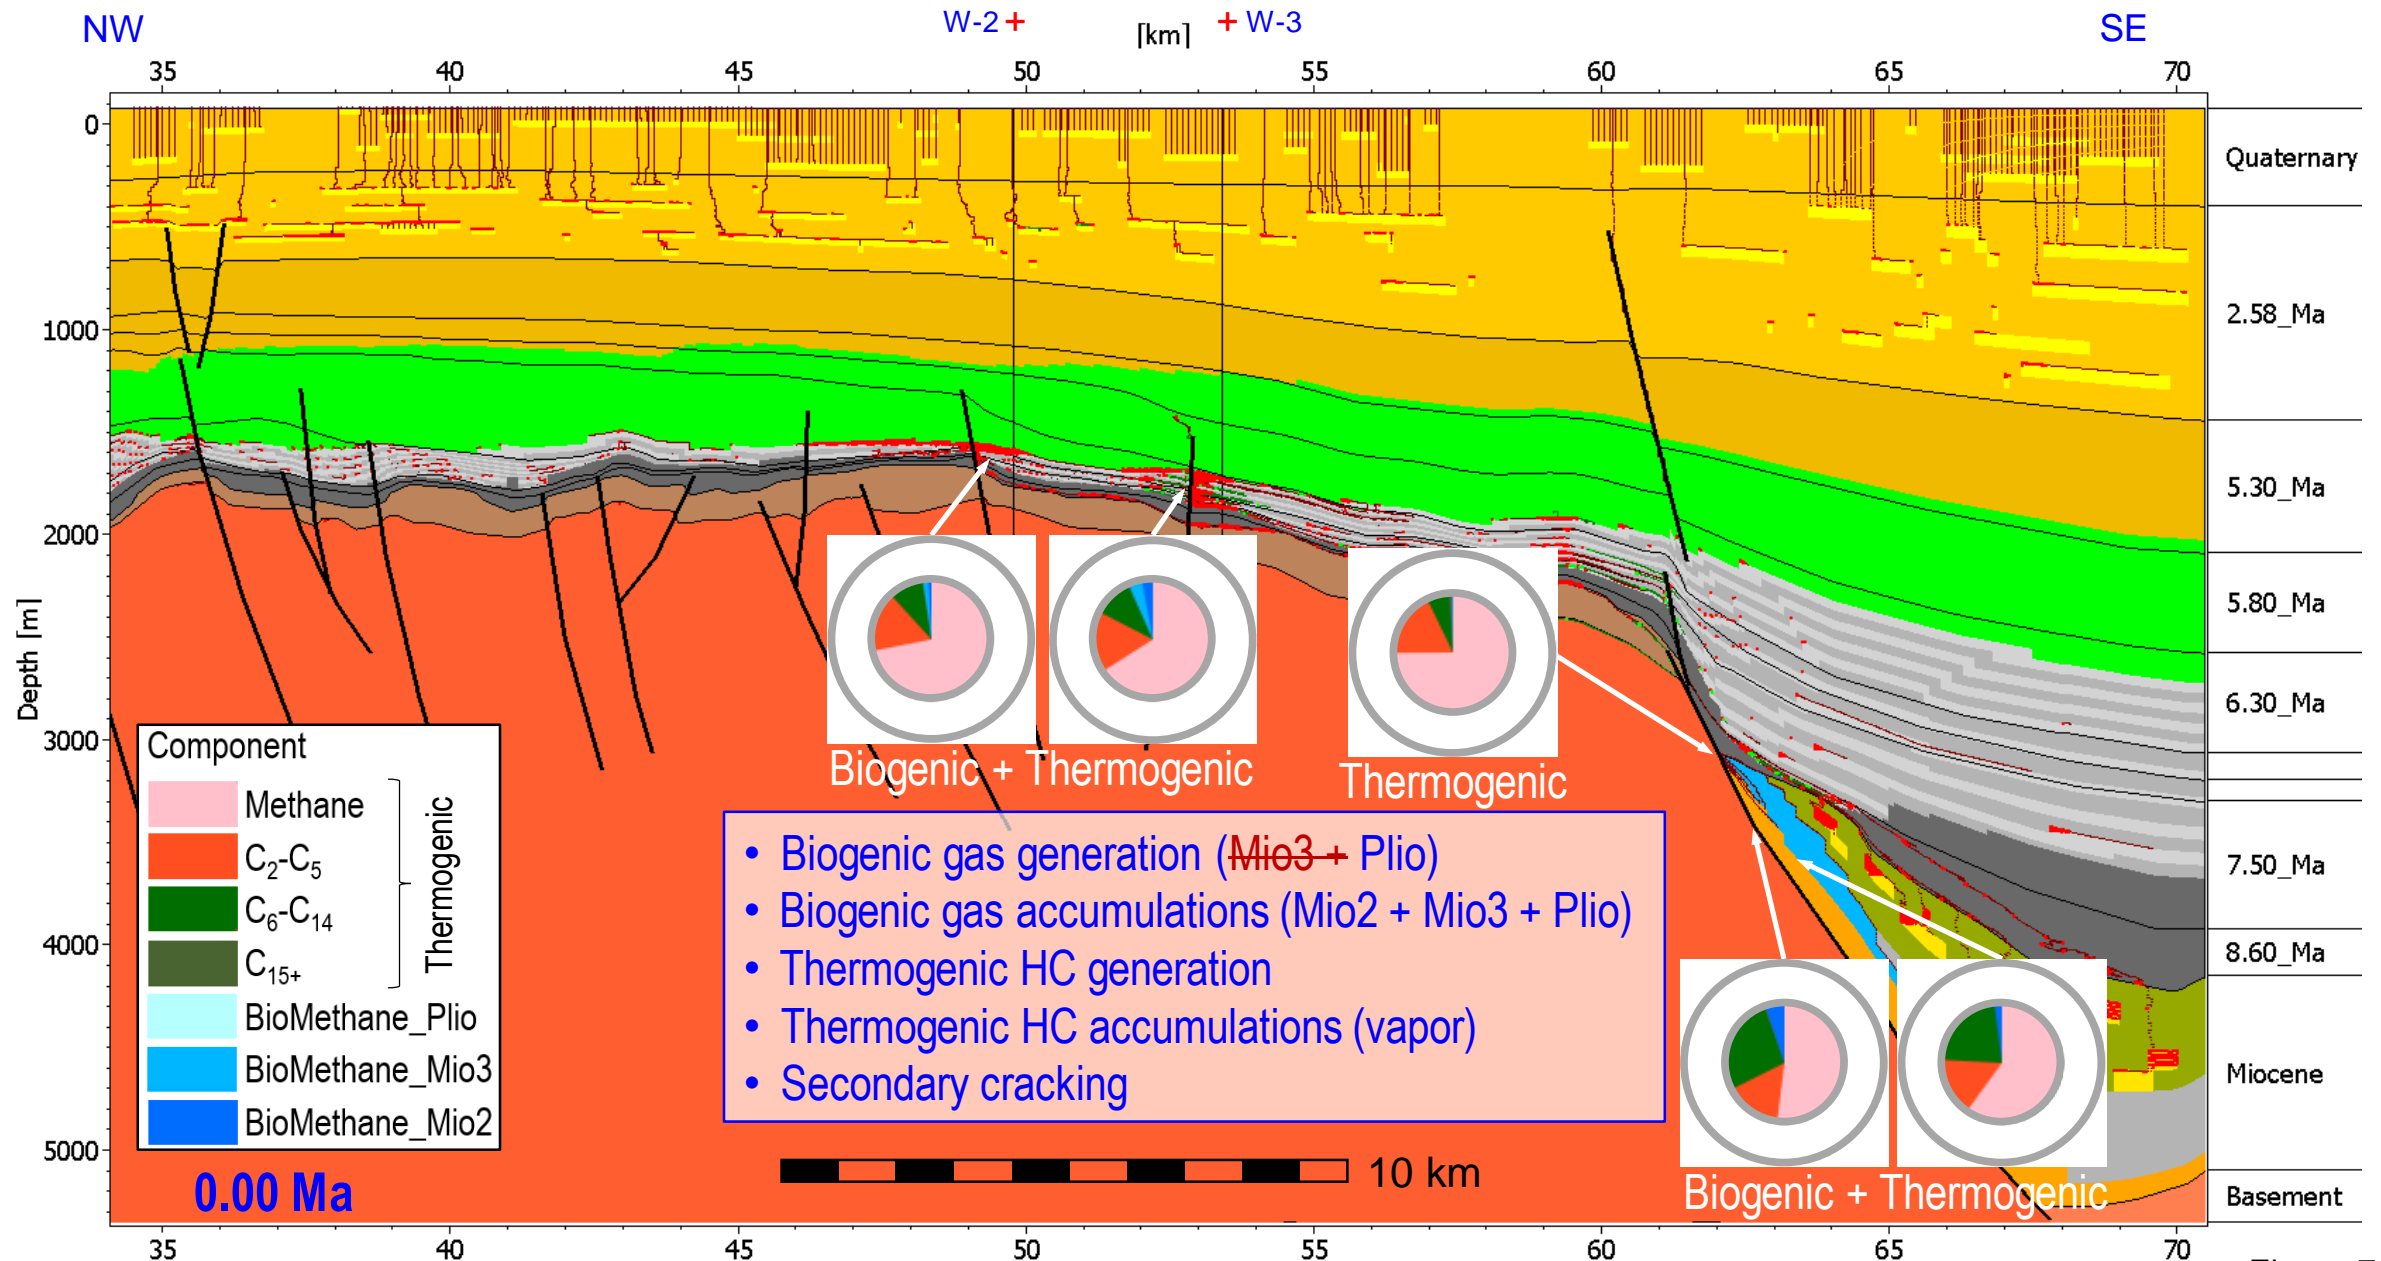 NW
W-2 +
+ W-3
SE
[km]
35 40 45 50 55 60 65 70
0
1000
2000
3000
4000
5000
Depth [m]
Quaternary
2.58_Ma
5.30_Ma
5.80_Ma
6.30_Ma
7.50_Ma
8.60_Ma
Miocene
Basement
Biogenic + Thermogenic
Thermogenic
Component
Methane
C2-C5
C6-C14
C15+
Thermogenic
BioMethane_Plio
BioMethane_Mio3
BioMethane_Mio2
• Biogenic gas generation (Mio3 + Plio)
• Biogenic gas accumulations (Mio2 + Mio3 + Plio)
• Thermogenic HC generation
• Thermogenic HC accumulations (vapor)
• Secondary cracking
Biogenic + Thermogenic
0.00 Ma
10 km
35 40 45 50 55 60 65 70